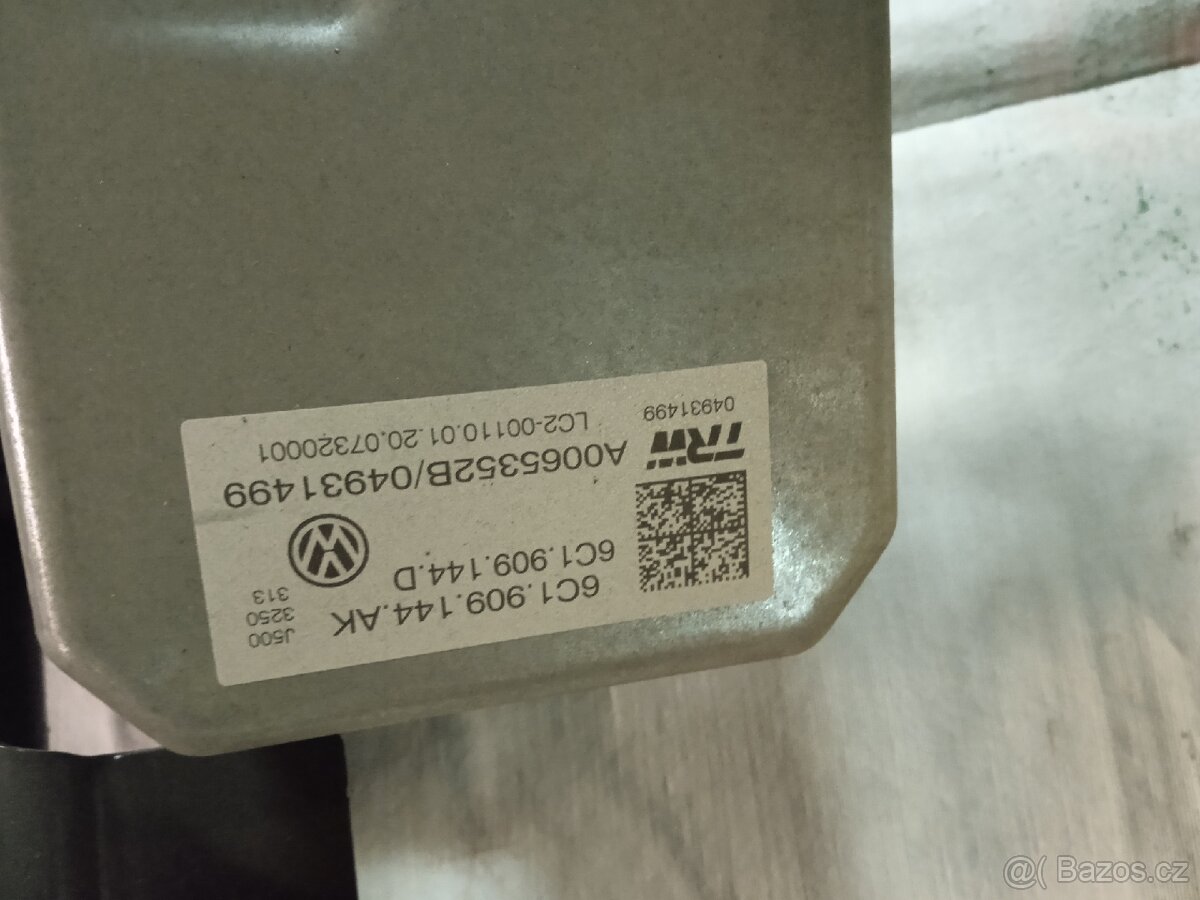 6C1.909.144.AK
6C1.909.144.D
J500
3250
313
A0065352B/04931499
LC2-00110.01.20.07320001
TRW
04931499
@( Bazos.cz